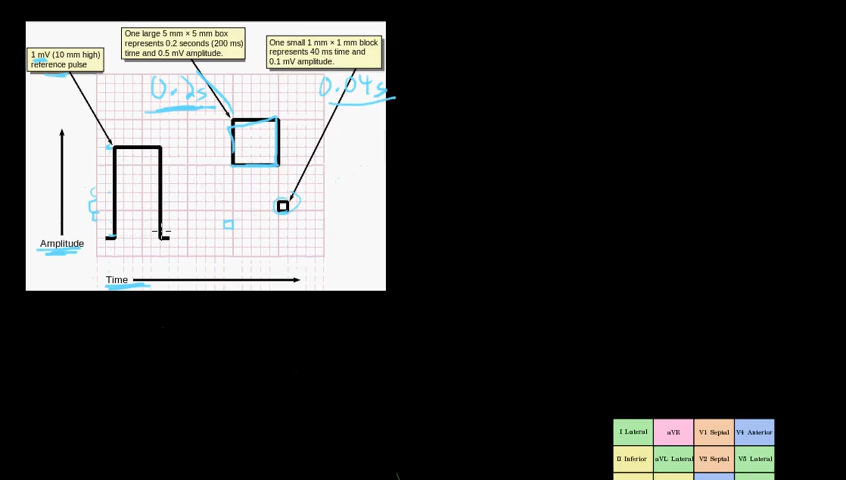 One large 5 mm × 5 mm box
represents 0.2 seconds (200 ms)
time and 0.5 mV amplitude.
One small 1 mm × 1 mm block
represents 40 ms time and
0.1 mV amplitude.
1 mV (10 mm high)
reference pulse
0.2s
0.04s
Amplitude
Time
I Lateral aVR V1 Septal V4 Anterior
II Inferior aVL Lateral V2 Septal V5 Lateral